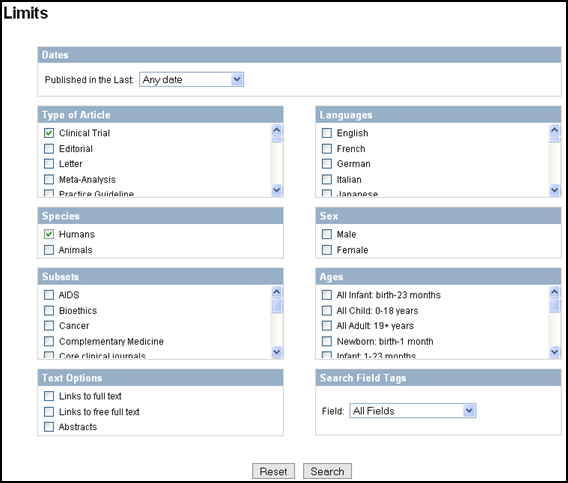 Limits
Dates
Published in the Last: Any date
Type of Article
Clinical Trial
Editorial
Letter
Meta-Analysis
Practice Guideline
Languages
English
French
German
Italian
Japanese
Species
Humans
Animals
Sex
Male
Female
Subsets
AIDS
Bioethics
Cancer
Complementary Medicine
Core clinical journals
Ages
All Infant: birth-23 months
All Child: 0-18 years
All Adult: 19+ years
Newborn: birth-1 month
Infant: 1-23 months
Text Options
Links to full text
Links to free full text
Abstracts
Search Field Tags
Field: All Fields
Reset Search